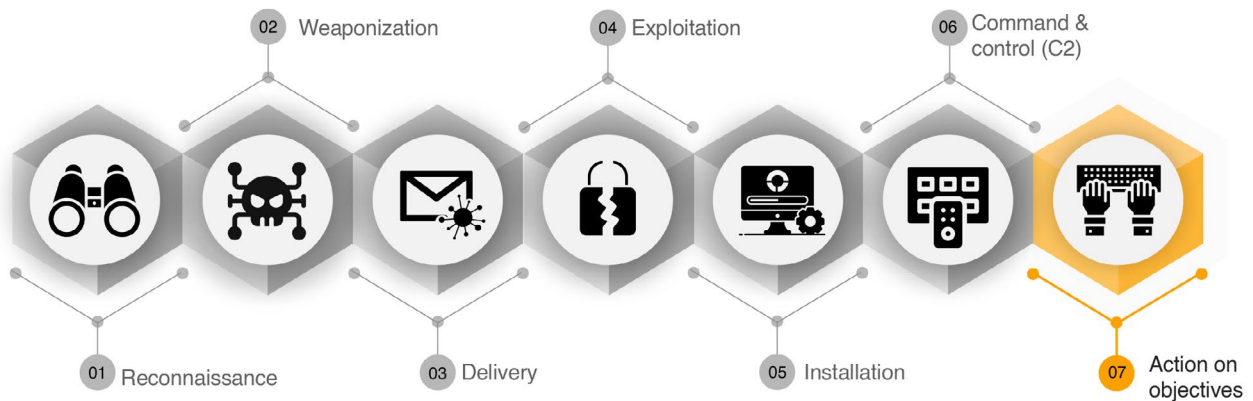 02 Weaponization
04 Exploitation
06 Command &
control (C2)
01 Reconnaissance
03 Delivery
05 Installation
07 Action on
objectives